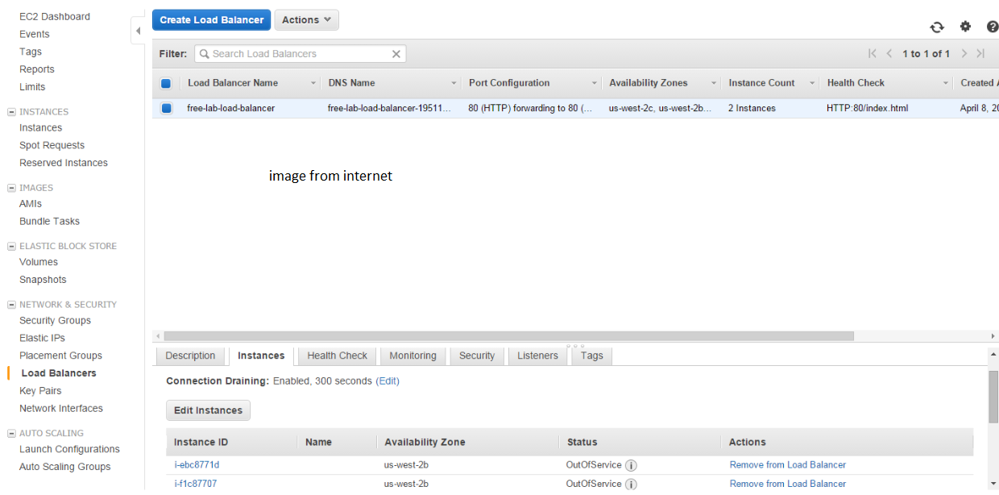 EC2 Dashboard
Events
Tags
Reports
Limits
INSTANCES
Instances
Spot Requests
Reserved Instances
IMAGES
AMIs
Bundle Tasks
ELASTIC BLOCK STORE
Volumes
Snapshots
NETWORK & SECURITY
Security Groups
Elastic IPs
Placement Groups
Load Balancers
Key Pairs
Network Interfaces
AUTO SCALING
Launch Configurations
Auto Scaling Groups
Create Load Balancer Actions
Filter: Search Load Balancers 1 to 1 of 1
Load Balancer Name DNS Name Port Configuration Availability Zones Instance Count Health Check Created A
free-lab-load-balancer free-lab-load-balancer-19511... 80 (HTTP) forwarding to 80 (... us-west-2c, us-west-2b... 2 Instances HTTP:80/index.html April 8, 20
image from internet
Description Instances Health Check Monitoring Security Listeners Tags
Connection Draining: Enabled, 300 seconds (Edit)
Edit Instances
Instance ID Name Availability Zone Status Actions
i-ebc8771d us-west-2b OutOfService i Remove from Load Balancer
i-f1c87707 us-west-2b OutOfService i Remove from Load Balancer